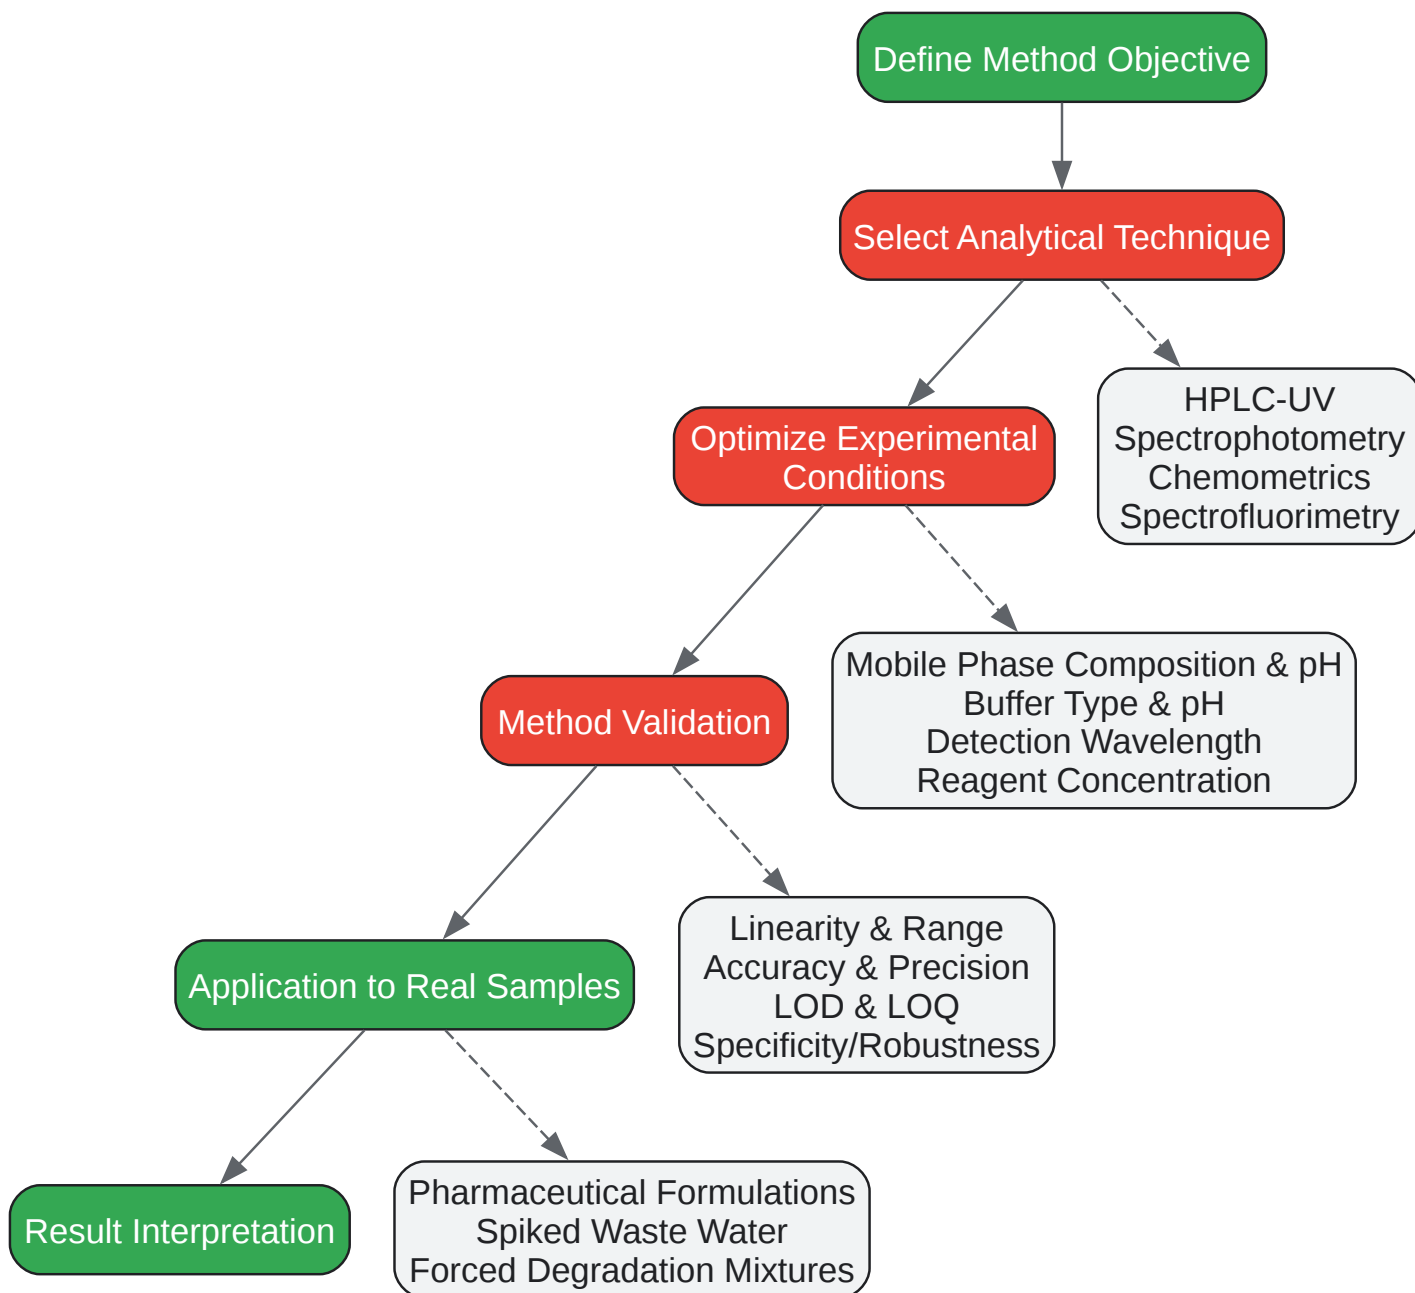 Define Method Objective
Select Analytical Technique
HPLC-UV
Spectrophotometry
Chemometrics
Spectrofluorimetry
Optimize Experimental
Conditions
Mobile Phase Composition & pH
Buffer Type & pH
Detection Wavelength
Reagent Concentration
Method Validation
Linearity & Range
Accuracy & Precision
LOD & LOQ
Specificity/Robustness
Application to Real Samples
Pharmaceutical Formulations
Spiked Waste Water
Forced Degradation Mixtures
Result Interpretation